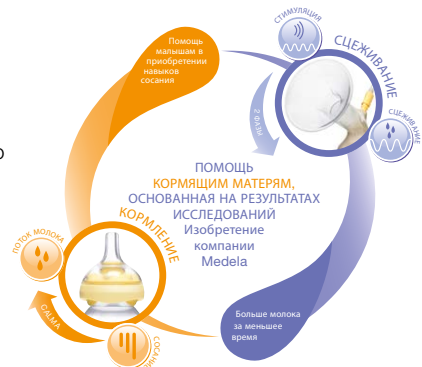 СТИМУЛЯЦИЯ
СЦЕЖИВАНИЕ
Помощь
малышам в
приобретении
навыков
сосания
2 ФАЗЫ
СЦЕЖИВАНИЕ
ПОМОЩЬ
КОРМЯЩИМ МАТЕРЯМ,
ОСНОВАННАЯ НА РЕЗУЛЬТАТАХ
ИССЛЕДОВАНИЙ
Изобретение
компании
Medela
КОРМЛЕНИЕ
ПОТОК МОЛОКА
CALMA
СОСАНИЕ
Больше молока
за меньшее
время